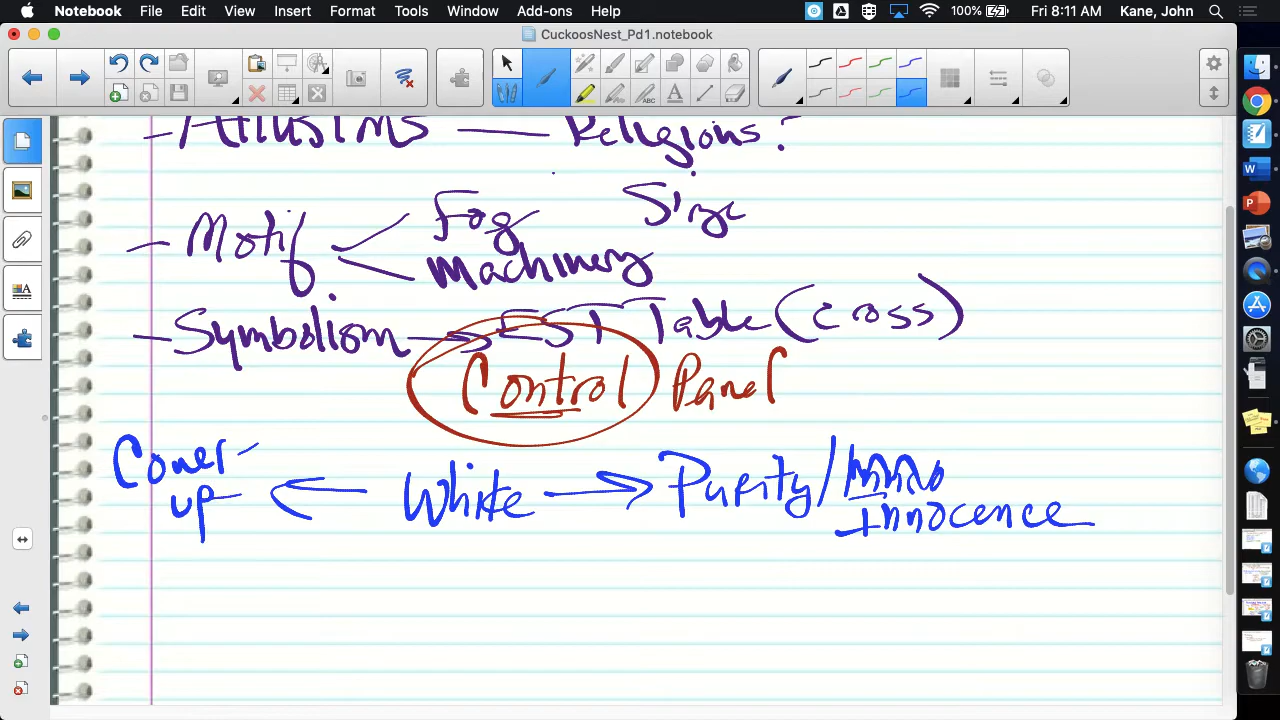 Notebook File Edit View Insert Format Tools Window Add-ons Help 100% Fri 8:11 AM Kane, John
CuckoosNest_Pd1.notebook
- Allusions — Religions?
- Motif Fog Size
Machinery
- Symbolism → EST Table (cross)
Control Panel
Cover-up ← White → Purity/
Innocence